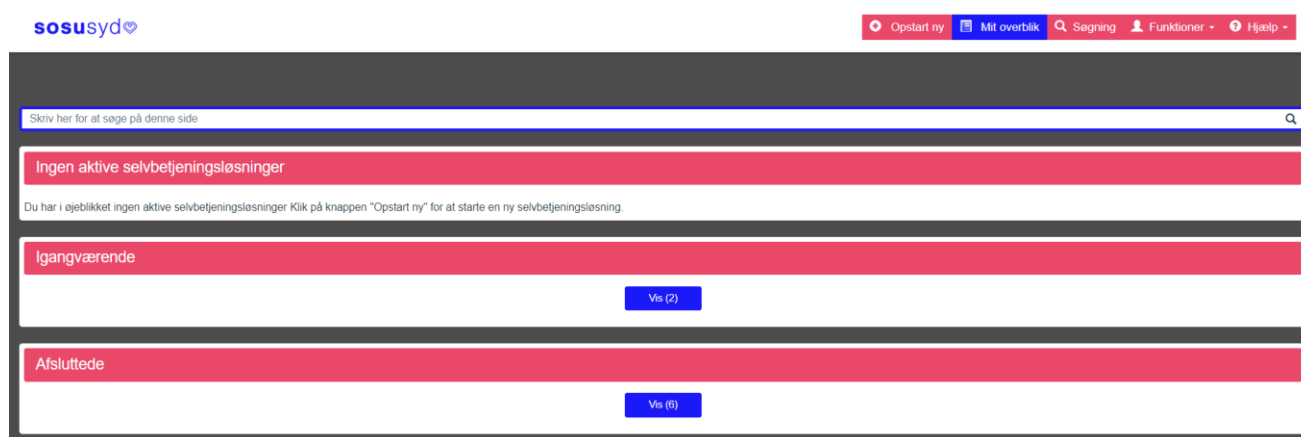 sosusyd
Opstart ny Mit overblik Søgning Funktioner Hjælp
Skriv her for at søge på denne side
Ingen aktive selvbetjeningsløsninger
Du har i øjeblikket ingen aktive selvbetjeningsløsninger Klik på knappen "Opstart ny" for at starte en ny selvbetjeningsløsning.
Igangværende
Vis (2)
Afsluttede
Vis (6)